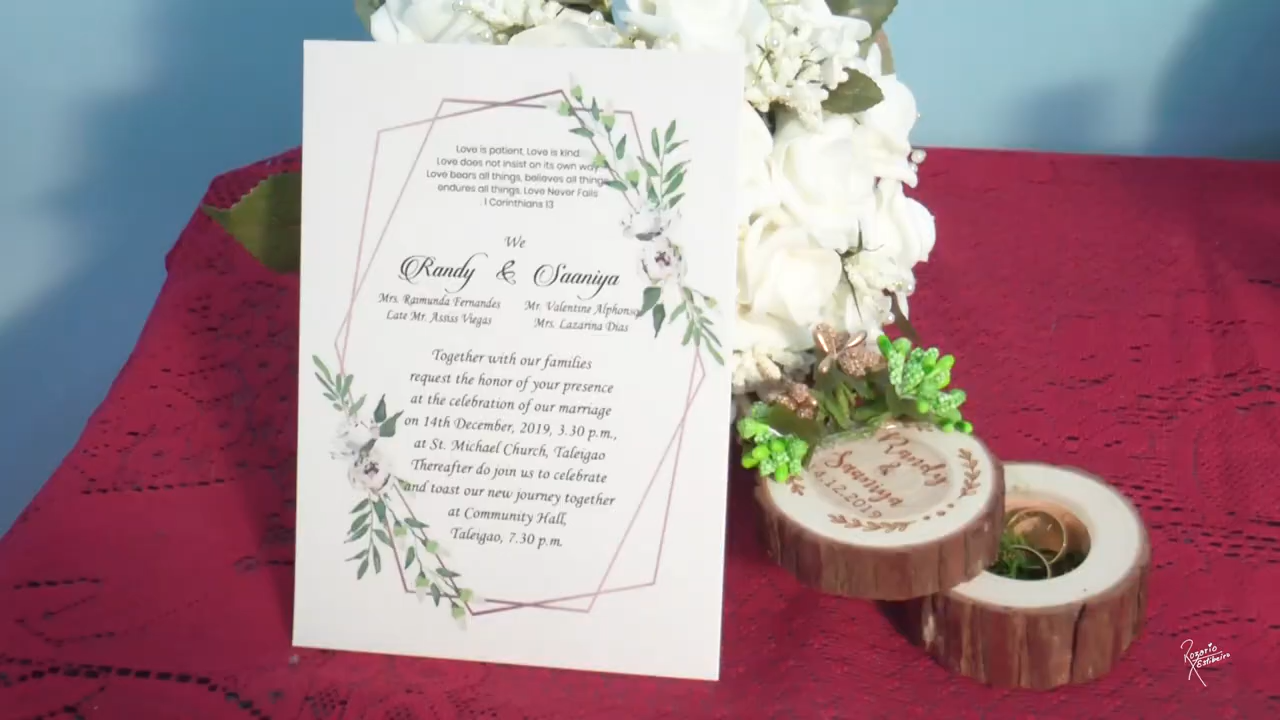 Love is patient, Love is kind.
Love does not insist on its own way
Love bears all things, believes all things
endures all things, Love Never Fails
1 Corinthians 13
We
Randy & Saaniya
Mrs. Raimunda Fernandes Mr. Valentine Alphonso
Late Mr. Assiss Viegas Mrs. Lazarina Dias
Together with our families
request the honor of your presence
at the celebration of our marriage
on 14th December, 2019, 3.30 p.m.,
at St. Michael Church, Taleigao
Thereafter do join us to celebrate
and toast our new journey together
at Community Hall,
Taleigao, 7.30 p.m.
Randy
&
Saaniya
.12.2019
Rozario
Estibeiro